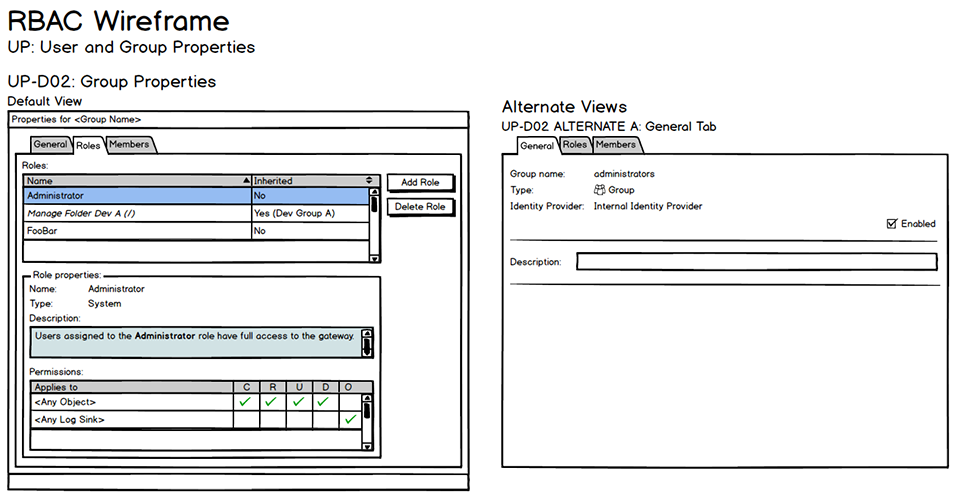 RBAC Wireframe
UP: User and Group Properties
UP-D02: Group Properties
Default View
Properties for <Group Name>
General Roles Members
Roles:
Name Inherited
Administrator No
Manage Folder Dev A (/) Yes (Dev Group A)
FooBar No
Add Role
Delete Role
Role properties:
Name: Administrator
Type: System
Description:
Users assigned to the Administrator role have full access to the gateway.
Permissions:
Applies to C R U D O
<Any Object> ✓ ✓ ✓ ✓
<Any Log Sink> ✓
Alternate Views
UP-D02 ALTERNATE A: General Tab
General Roles Members
Group name: administrators
Type: Group
Identity Provider: Internal Identity Provider
Enabled
Description: